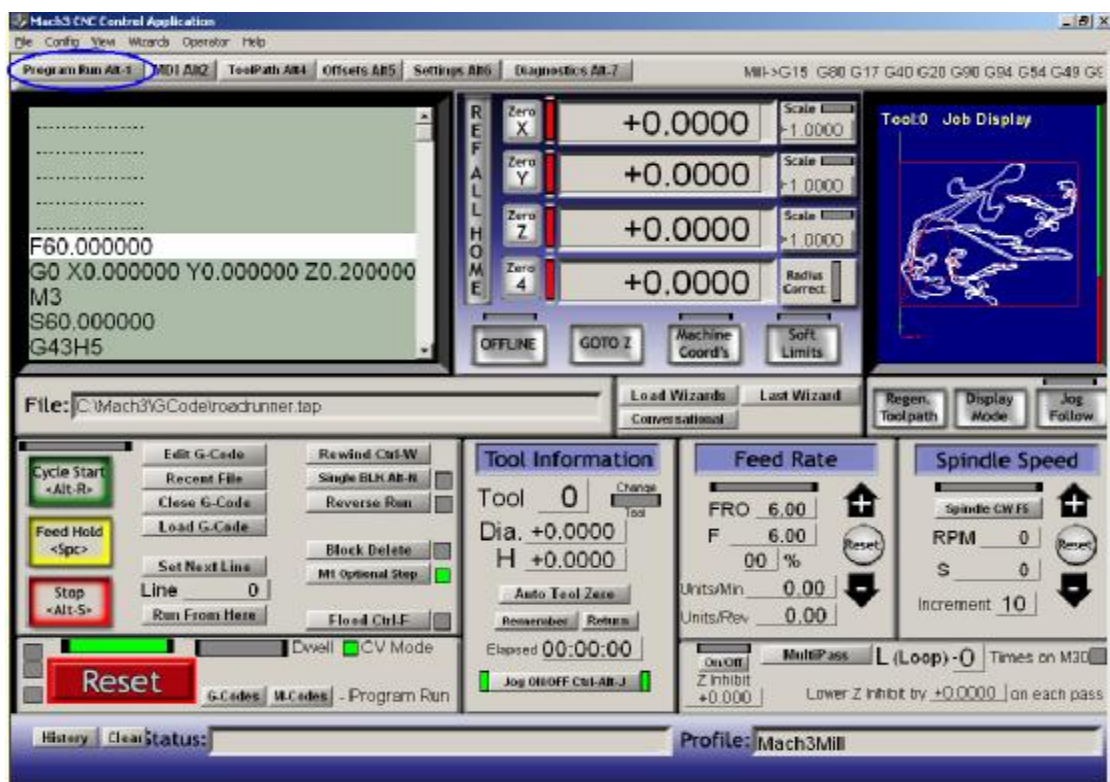 Mach3 CNC Control Application
File Config View Wizards Operator Help
Program Run Alt-1 MDI Alt2 ToolPath Alt4 Offsets Alt5 Settings Alt6 Diagnostics Alt-7 Mill->G15 G80 G17 G40 G20 G90 G94 G54 G49 G9
F60.000000
G0 X0.000000 Y0.000000 Z0.200000
M3
S60.000000
G43H5
REF ALL HOME
Zero X +0.0000 Scale +1.0000
Zero Y +0.0000 Scale +1.0000
Zero Z +0.0000 Scale +1.0000
Zero 4 +0.0000 Radius Correct
OFFLINE GOTO Z Machine Coord's Soft Limits
Tool:0 Job Display
File: C:\Mach3\GCode\roadrunner.tap
Load Wizards Last Wizard
Conversational
Regen. Toolpath Display Mode Jog Follow
Cycle Start <Alt-R>
Feed Hold <Spc>
Stop <Alt-S>
Edit G-Code
Recent File
Close G-Code
Load G-Code
Set Next Line
Line 0
Run From Here
Rewind Ctrl-W
Single BLK Alt-N
Reverse Run
Block Delete
M1 Optional Stop
Flood Ctrl-F
Dwell CV Mode
Reset
G-Codes M-Codes - Program Run
Tool Information
Tool 0 Change Tool
Dia. +0.0000
H +0.0000
Auto Tool Zero
Remember Return
Elapsed 00:00:00
Jog ON/OFF Ctrl-Alt-J
Feed Rate
FRO 6.00
F 6.00
00 %
Reset
Units/Min 0.00
Units/Rev 0.00
Spindle Speed
Spindle CW F5
RPM 0
Reset
S 0
Increment 10
On/Off
Z Inhibit
+0.000
MultiPass L (Loop) -0 Times on M30
Lower Z Inhibit by +0.0000 on each pass
History Clear Status:
Profile: Mach3Mill